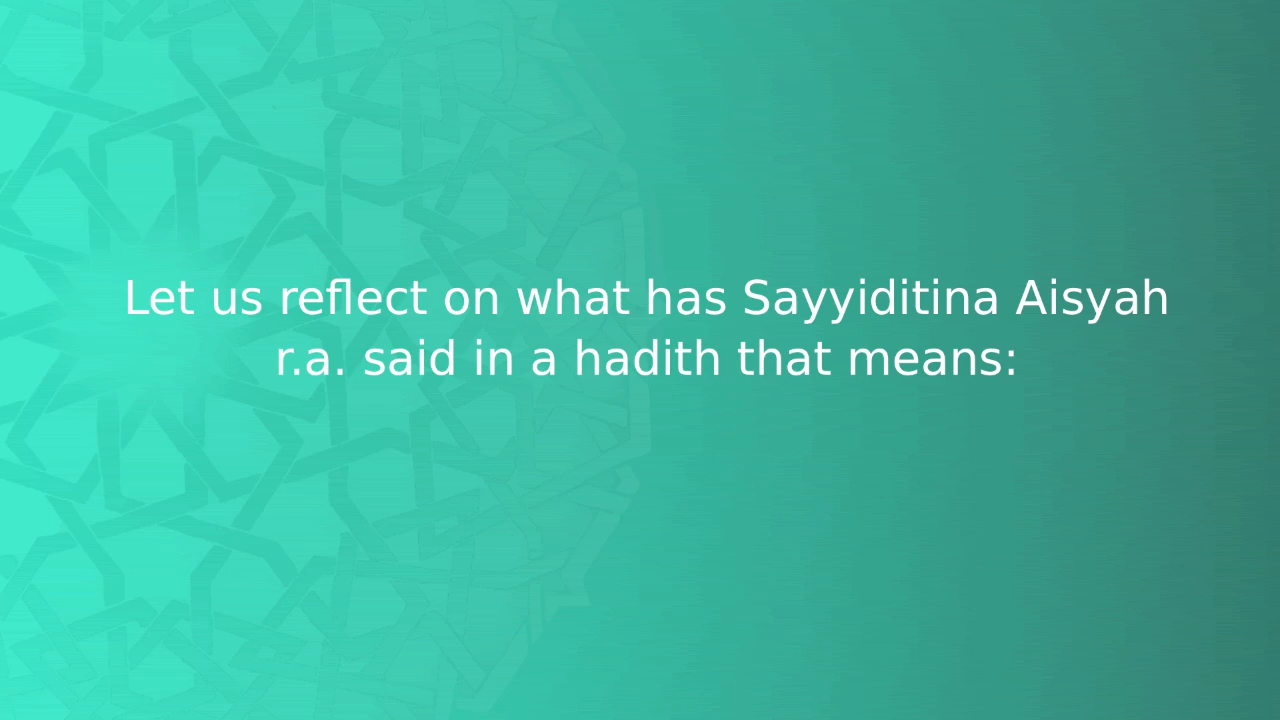 Let us reflect on what has Sayyiditina Aisyah
r.a. said in a hadith that means: